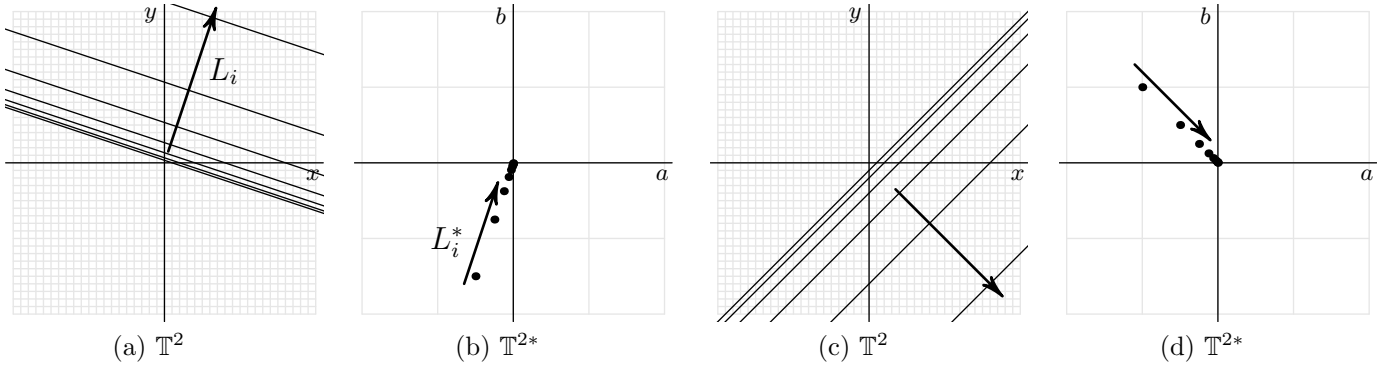 y
L_i
x
(a) 𝕋²
b
L_i^*
a
(b) 𝕋²*
y
x
(c) 𝕋²
b
a
(d) 𝕋²*